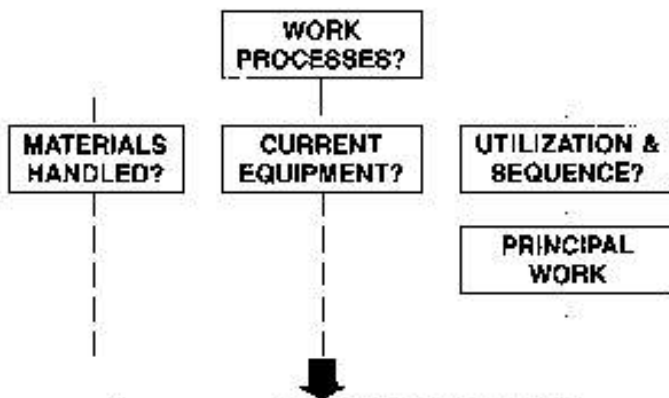 WORK
PROCESSES?
MATERIALS
HANDLED?
CURRENT
EQUIPMENT?
UTILIZATION &
SEQUENCE?
PRINCIPAL
WORK